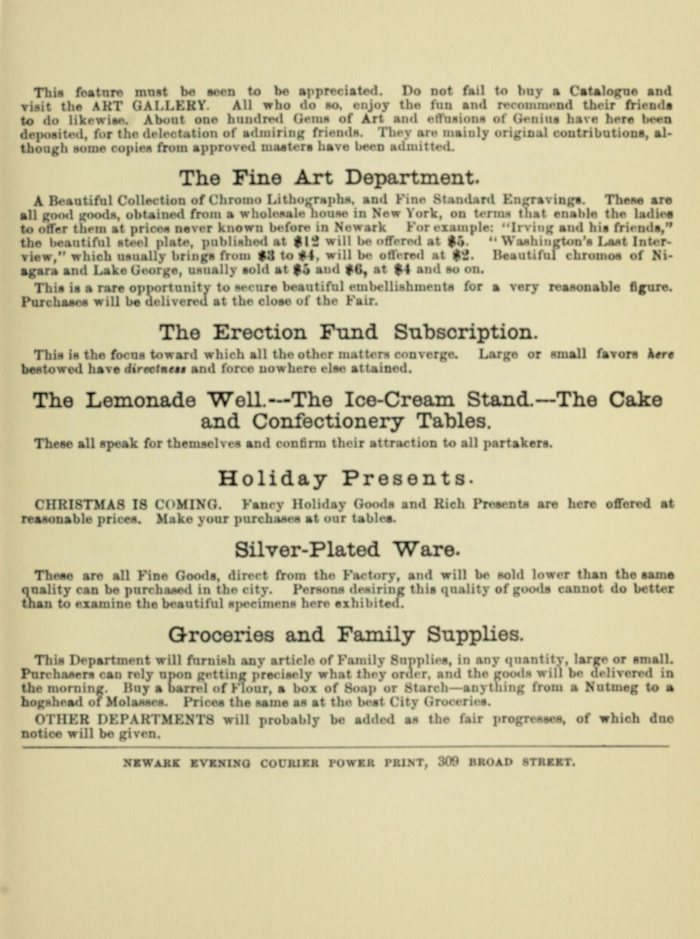 This feature must be seen to be appreciated. Do not fail to buy a Catalogue and
visit the ART GALLERY. All who do so, enjoy the fun and recommend their friends
to do likewise. About one hundred Gems of Art and effusions of Genius have here been
deposited, for the delectation of admiring friends. They are mainly original contributions, al-
though some copies from approved masters have been admitted.
The Fine Art Department.
A Beautiful Collection of Chromo Lithographs, and Fine Standard Engravings. These are
all good goods, obtained from a wholesale house in New York, on terms that enable the ladies
to offer them at prices never known before in Newark For example: "Irving and his friends,"
the beautiful steel plate, published at $12 will be offered at $5. "Washington's Last Inter-
view," which usually brings from $3 to $4, will be offered at $2. Beautiful chromos of Ni-
agara and Lake George, usually sold at $5 and $6, at $4 and so on.
This is a rare opportunity to secure beautiful embellishments for a very reasonable figure.
Purchases will be delivered at the close of the Fair.
The Erection Fund Subscription.
This is the focus toward which all the other matters converge. Large or small favors here
bestowed have directness and force nowhere else attained.
The Lemonade Well.---The Ice-Cream Stand.---The Cake
and Confectionery Tables.
These all speak for themselves and confirm their attraction to all partakers.
Holiday Presents.
CHRISTMAS IS COMING. Fancy Holiday Goods and Rich Presents are here offered at
reasonable prices. Make your purchases at our tables.
Silver-Plated Ware.
These are all Fine Goods, direct from the Factory, and will be sold lower than the same
quality can be purchased in the city. Persons desiring this quality of goods cannot do better
than to examine the beautiful specimens here exhibited.
Groceries and Family Supplies.
This Department will furnish any article of Family Supplies, in any quantity, large or small.
Purchasers can rely upon getting precisely what they order, and the goods will be delivered in
the morning. Buy a barrel of Flour, a box of Soap or Starch—anything from a Nutmeg to a
hogshead of Molasses. Prices the same as at the best City Groceries.
OTHER DEPARTMENTS will probably be added as the fair progresses, of which due
notice will be given.
NEWARK EVENING COURIER POWER PRINT, 309 BROAD STREET.